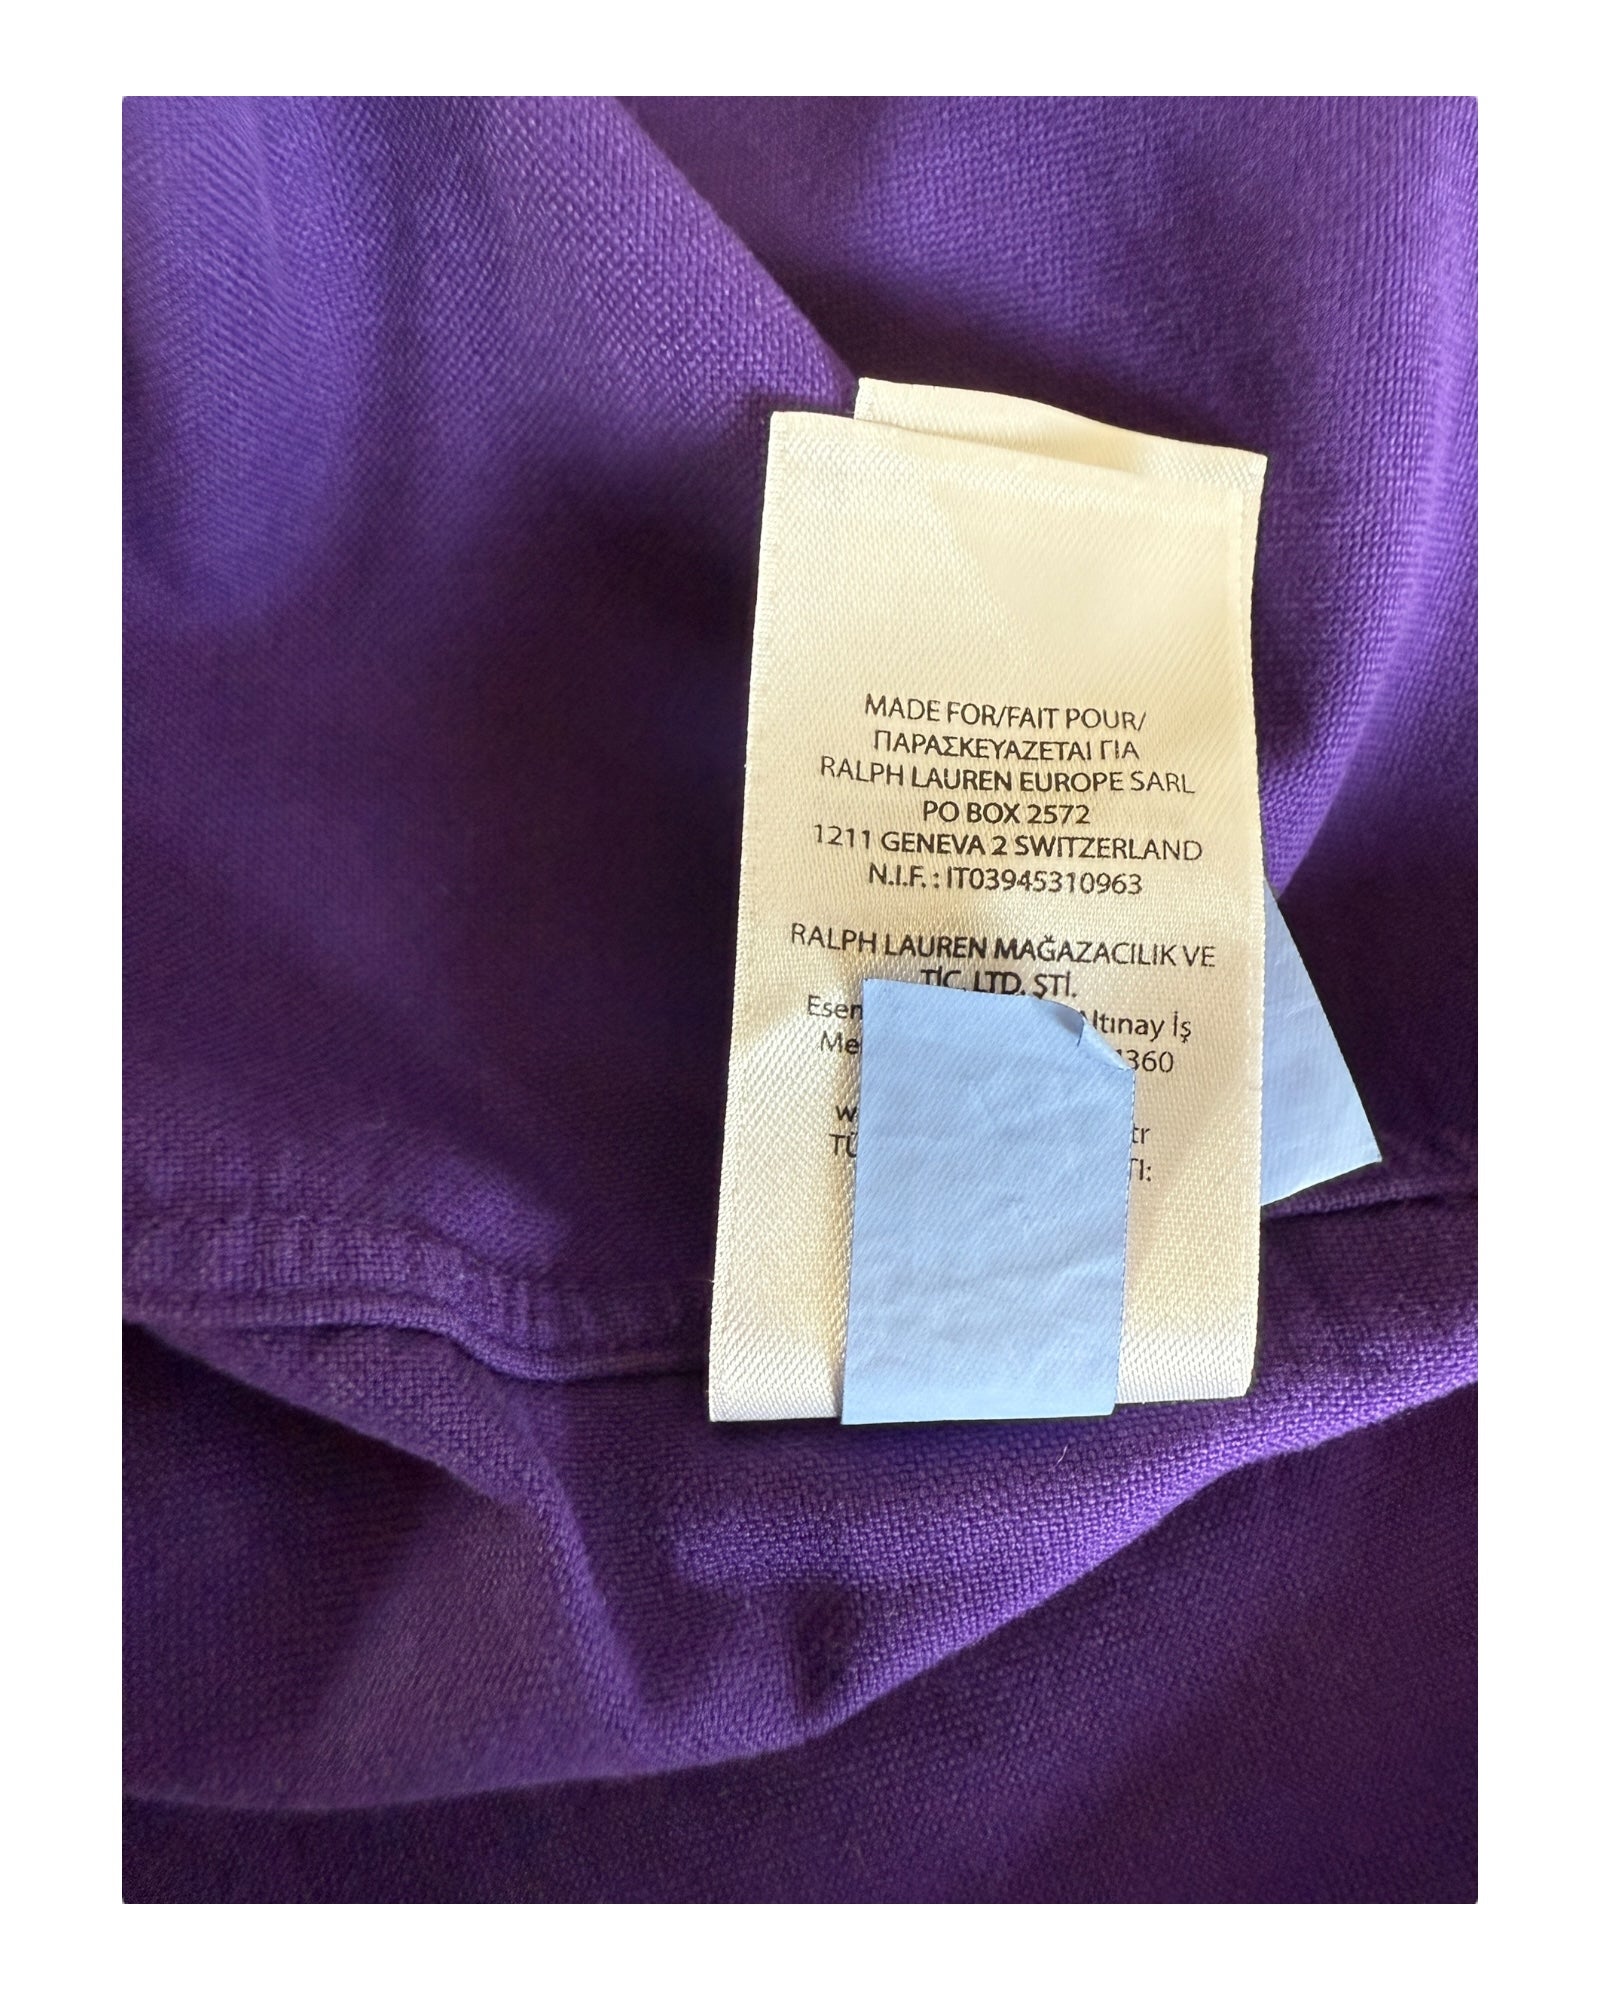 MADE FOR/FAIT POUR/
ΠΑΡΑΣΚΕΥΑΖΕΤΑΙ ΓΙΑ
RALPH LAUREN EUROPE SARL
PO BOX 2572
1211 GENEVA 2 SWITZERLAND
N.I.F. : IT03945310963
RALPH LAUREN MAĞAZACILIK VE
TİC. LTD. ŞTİ.
Altınay İş